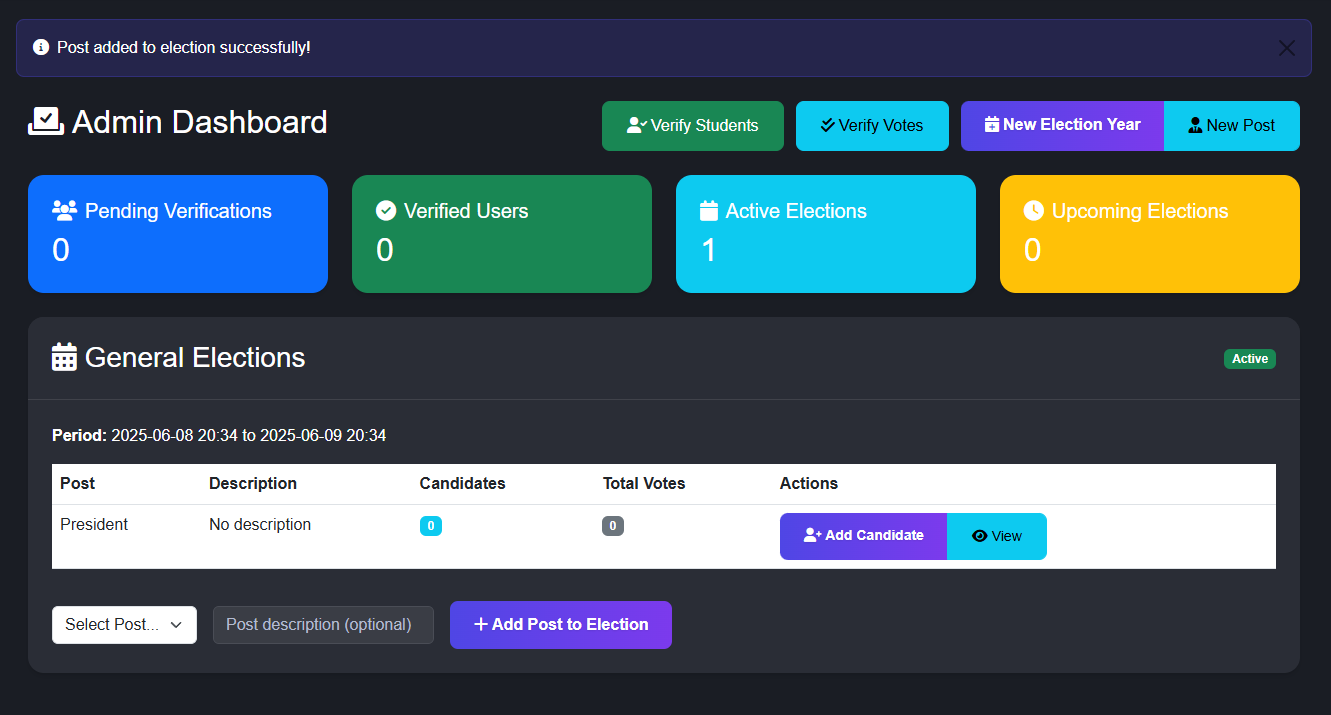 Post added to election successfully!
Admin Dashboard
Verify Students
Verify Votes
New Election Year
New Post
Pending Verifications
0
Verified Users
0
Active Elections
1
Upcoming Elections
0
General Elections
Active
Period: 2025-06-08 20:34 to 2025-06-09 20:34
Post Description Candidates Total Votes Actions
President No description 0 0 Add Candidate View
Select Post...
Post description (optional)
Add Post to Election